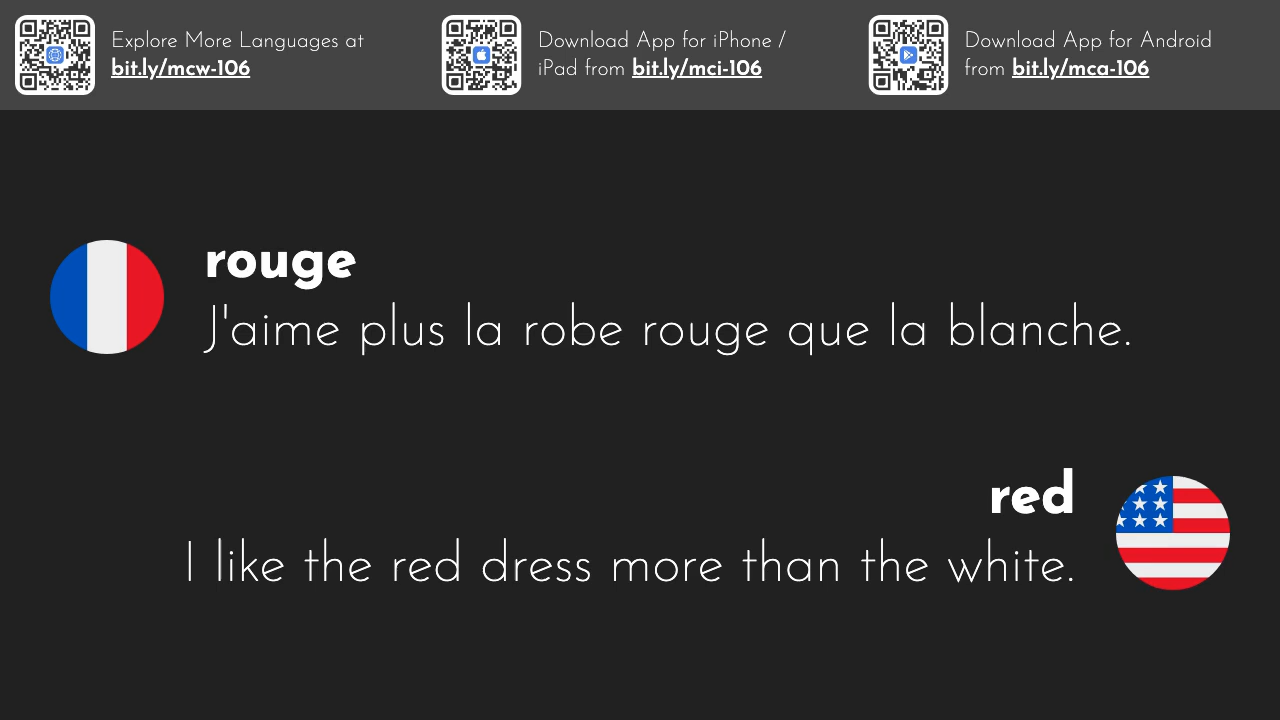 Explore More Languages at
bit.ly/mcw-106
Download App for iPhone /
iPad from bit.ly/mci-106
Download App for Android
from bit.ly/mca-106
rouge
J'aime plus la robe rouge que la blanche.
red
I like the red dress more than the white.